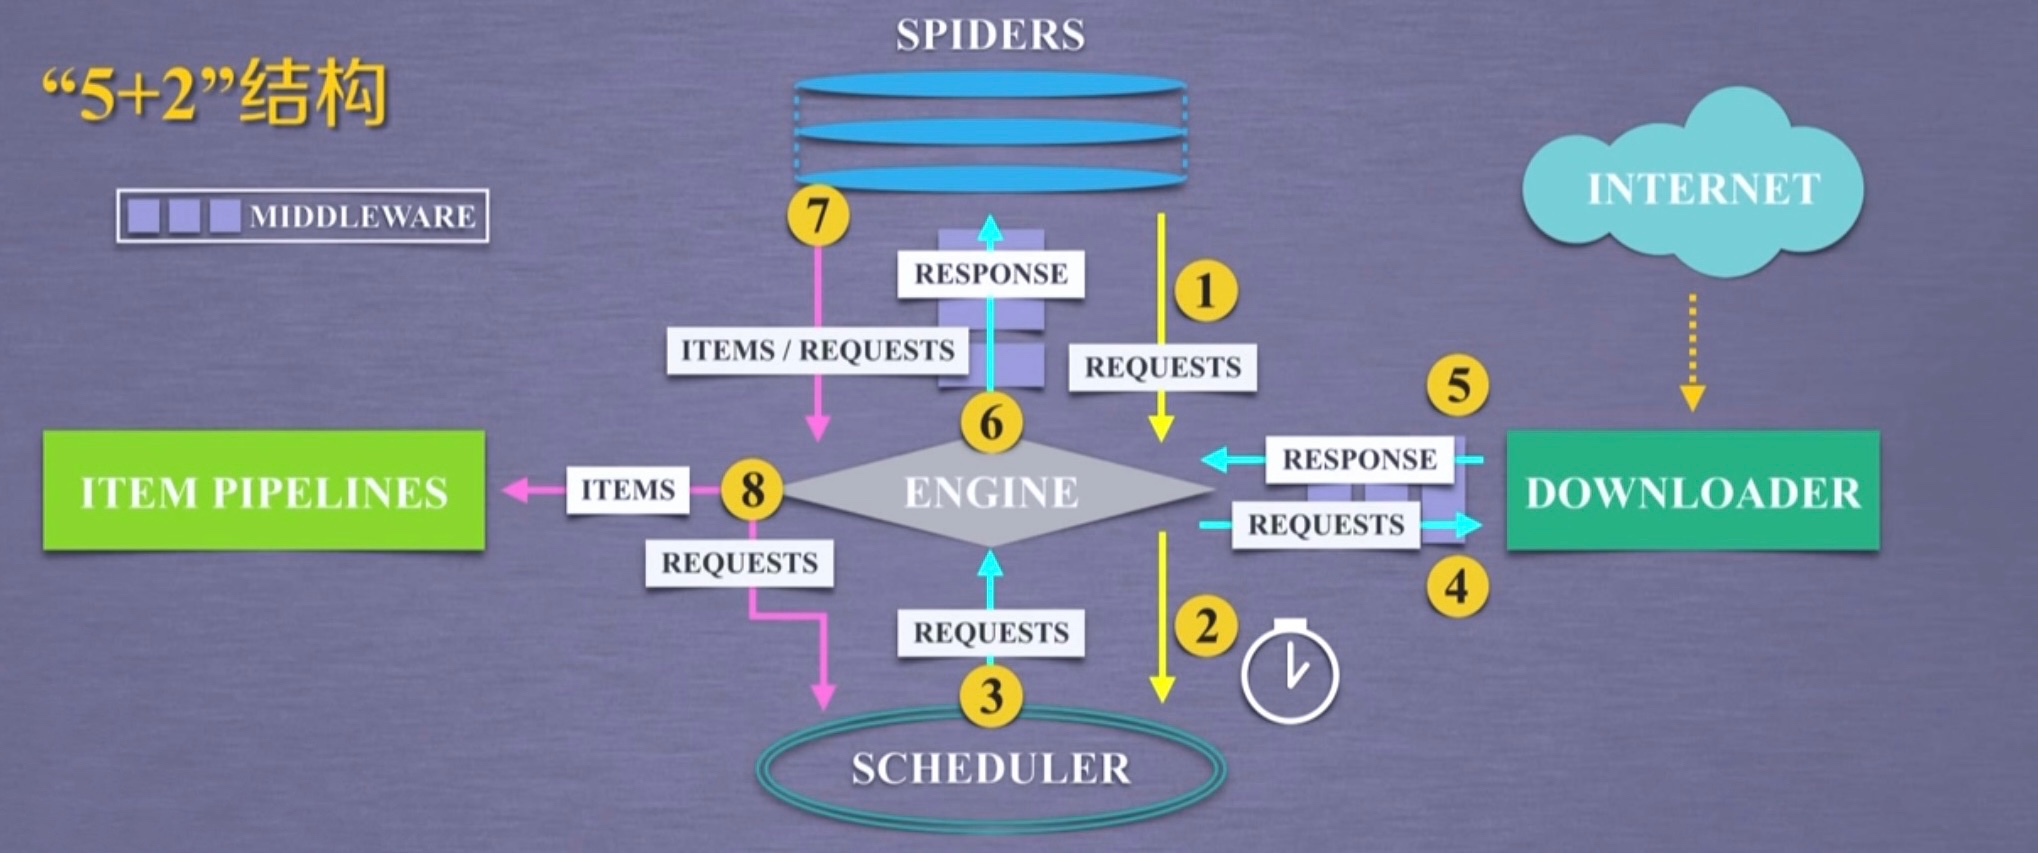 SPIDERS
“5+2”结构
INTERNET
MIDDLEWARE
7
RESPONSE
1
ITEMS / REQUESTS
REQUESTS
5
6
RESPONSE
ITEM PIPELINES
ITEMS
8
ENGINE
DOWNLOADER
REQUESTS
REQUESTS
4
REQUESTS
2
3
SCHEDULER